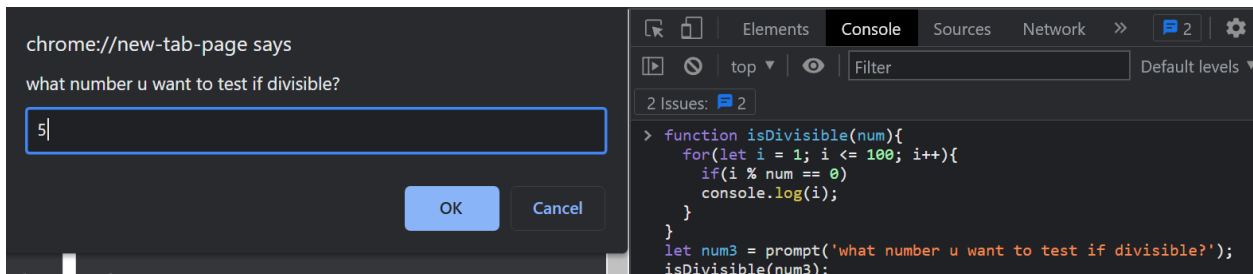 chrome://new-tab-page says
what number u want to test if divisible?
5
OK
Cancel
Elements Console Sources Network » 2
top ▼ Filter Default levels ▼
2 Issues: 2
> function isDivisible(num){
for(let i = 1; i <= 100; i++){
if(i % num == 0)
console.log(i);
}
}
let num3 = prompt('what number u want to test if divisible?');
isDivisible(num3);